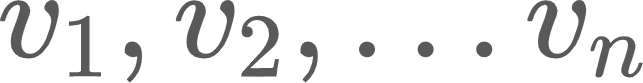 v₁, v₂, . . . vₙ